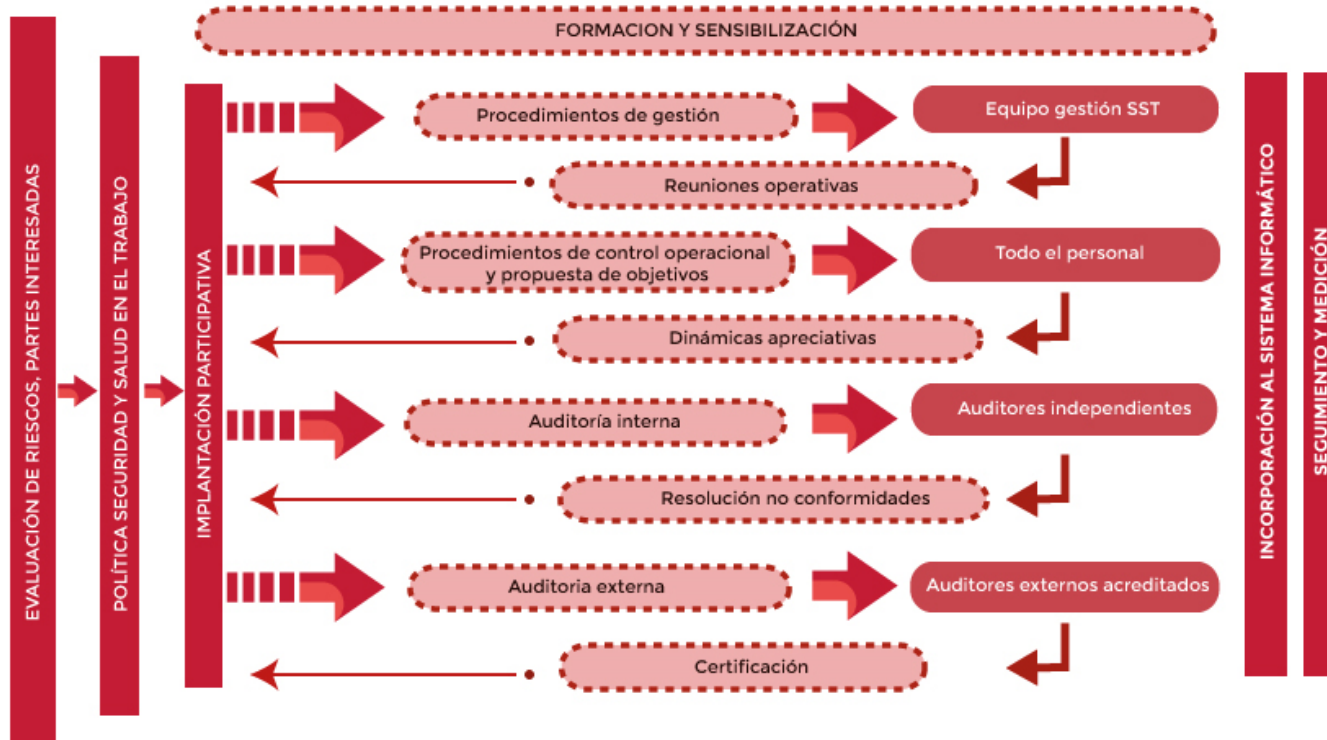 FORMACION Y SENSIBILIZACIÓN
EVALUACIÓN DE RIESGOS, PARTES INTERESADAS
POLÍTICA SEGURIDAD Y SALUD EN EL TRABAJO
IMPLANTACIÓN PARTICIPATIVA
Procedimientos de gestión
Equipo gestión SST
Reuniones operativas
Procedimientos de control operacional
y propuesta de objetivos
Todo el personal
Dinámicas apreciativas
Auditoría interna
Auditores independientes
Resolución no conformidades
Auditoria externa
Auditores externos acreditados
Certificación
INCORPORACIÓN AL SISTEMA INFORMÁTICO
SEGUIMIENTO Y MEDICIÓN